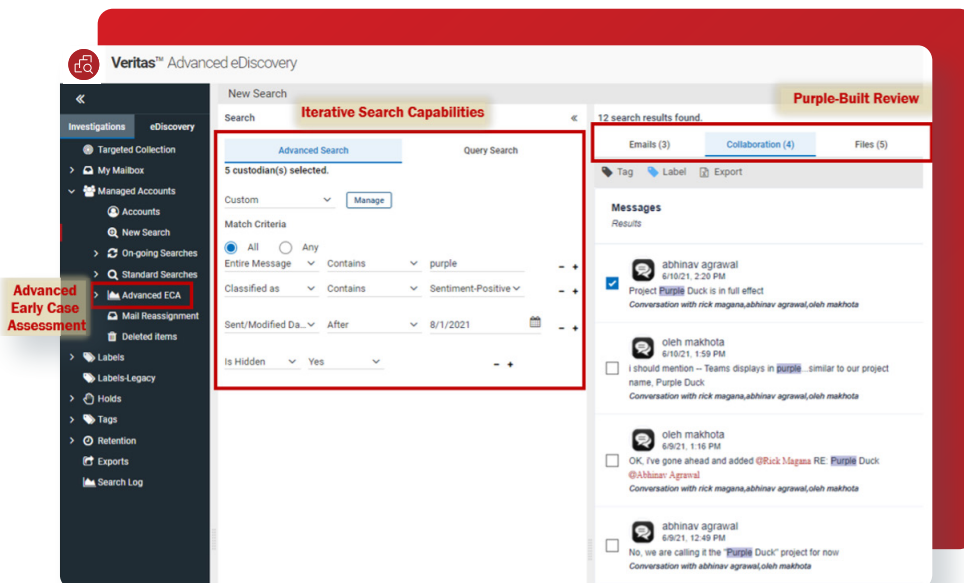 Veritas™ Advanced eDiscovery
Investigations
eDiscovery
Targeted Collection
My Mailbox
Managed Accounts
Accounts
New Search
On-going Searches
Standard Searches
Advanced ECA
Mail Reassignment
Deleted items
Labels
Labels-Legacy
Holds
Tags
Retention
Exports
Search Log
Advanced
Early Case
Assessment
New Search
Search
Iterative Search Capabilities
Advanced Search
Query Search
5 custodian(s) selected.
Custom
Manage
Match Criteria
All
Any
Entire Message Contains purple
Classified as Contains Sentiment-Positive
Sent/Modified Da... After 8/1/2021
Is Hidden Yes
Purple-Built Review
12 search results found.
Emails (3)
Collaboration (4)
Files (5)
Tag Label Export
Messages
Results
abhinav agrawal
6/10/21, 2:20 PM
Project Purple Duck is in full effect
Conversation with rick magana,abhinav agrawal,oleh makhota
oleh makhota
6/10/21, 1:59 PM
i should mention -- Teams displays in purple...similar to our project
name, Purple Duck
Conversation with rick magana,abhinav agrawal,oleh makhota
oleh makhota
6/9/21, 1:16 PM
OK, i've gone ahead and added @Rick Magana RE: Purple Duck
@Abhinav Agrawal
Conversation with rick magana,abhinav agrawal,oleh makhota
abhinav agrawal
6/9/21, 12:49 PM
No, we are calling it the "Purple Duck" project for now
Conversation with abhinav agrawal,oleh makhota